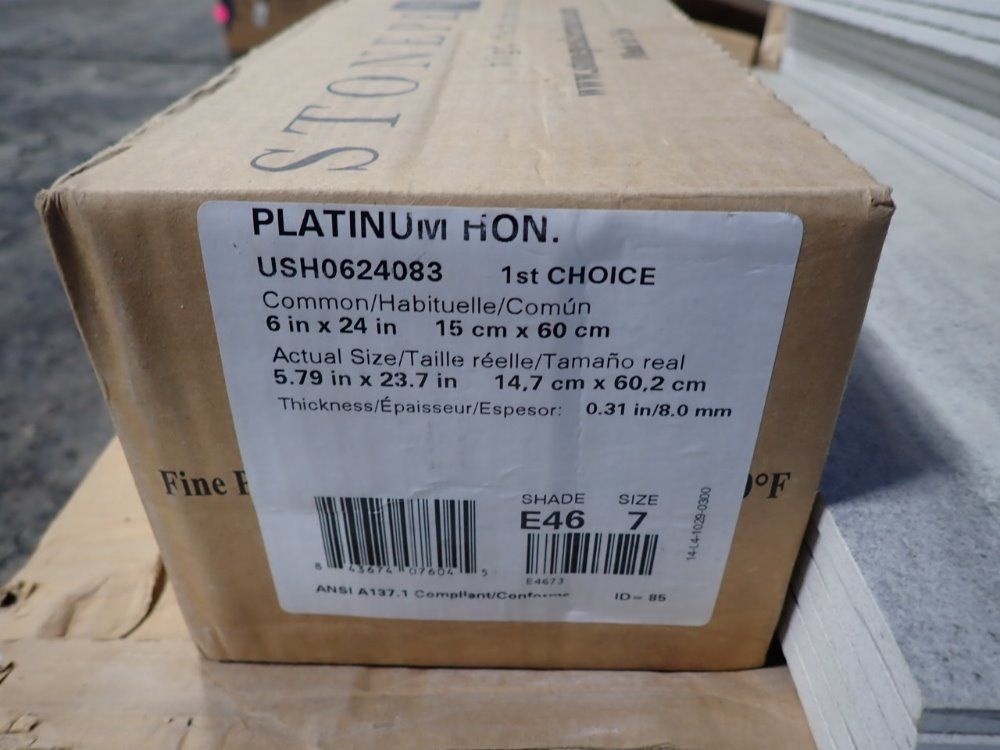 STONEPE
PLATINUM HON.
USH0624083 1st CHOICE
Common/Habituelle/Común
6 in x 24 in 15 cm x 60 cm
Actual Size/Taille réelle/Tamaño real
5.79 in x 23.7 in 14,7 cm x 60,2 cm
Thickness/Épaisseur/Espesor: 0.31 in/8.0 mm
Fine
°F
SHADE SIZE
E46 7
14-L4-1029-0300
8 43674 07604 5
E4673
ANSI A137.1 Compliant/Conforme ID= 85